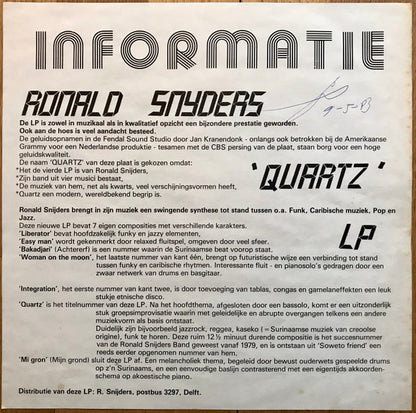 INFORMATIE
RONALD SNYDERS
9-5-83
De LP is zowel in muzikaal als in kwalitatief opzicht een bijzondere prestatie geworden.
Ook aan de hoes is veel aandacht besteed.
De geluidsopnamen in de Fendal Sound Studio door Jan Kranendonk - onlangs ook betrokken bij de Amerikaanse
Grammy voor een Nederlandse produktie - tesamen met de CBS persing van de plaat, staan borg voor een hoge
geluidskwaliteit.
De naam 'QUARTZ' van deze plaat is gekozen omdat:
*Het de vierde LP is van Ronald Snijders,
*Zijn band uit vier musici bestaat,
*De muziek van hem, net als kwarts, veel verschijningsvormen heeft,
*Quartz een modern, wereldbekend begrip is.
'QUARTZ'
Ronald Snijders brengt in zijn muziek een swingende synthese tot stand tussen o.a. Funk, Caribische muziek, Pop en
Jazz.
LP
Deze nieuwe LP bevat 7 eigen composities met verschillende karakters.
'Liberator' bevat hoofdzakelijk funky en jazzy elementen,
'Easy man' wordt gekenmerkt door relaxed fluitspel, omgeven door veel sfeer.
'Bakadjari' (Achtererf) is een nummer waarin de Surinaamse beat voorop staat.
'Woman on the moon', het laatste nummer van kant één, brengt op futuristische wijze een verbinding tot stand
tussen funky en caribische rhythmen. Interessante fluit - en pianosolo's gedragen door een
zwaar netwerk van drums en basgitaar.
'Integration', het eerste nummer van kant twee, is door toevoeging van tablas, congas en gamelaneffekten een leuk
stukje etnische disco.
'Quartz' is het titelnummer van deze LP. Na het hoofdthema, afgesloten door een bassolo, komt er een uitzonderlijk
stuk groepsimprovisatie waarin met geleidelijke en abrupte overgangen telkens een andere
muziekvorm als basis ontstaat.
Duidelijk zijn bijvoorbeeld jazzrock, reggea, kaseko (= Surinaamse muziek van creoolse
origine), funk te horen. Deze ruim 12½ minuut durende compositie is het succesnummer
van de Ronald Snijders Band geweest vanaf 1979, is en ontstaan uit 'Soweto friend' een
reeds eerder opgenomen nummer van hem.
'Mi gron' (Mijn grond) sluit deze LP af. Een melancholiek thema, begeleid door bewust ouderwets gespeelde drums
op z'n Surinaams, en een eenvoudig basritme contrasterend met een eigentijds akkoorden-
schema op akoestische piano.
Distributie van deze LP: R. Snijders, postbus 3297, Delft.